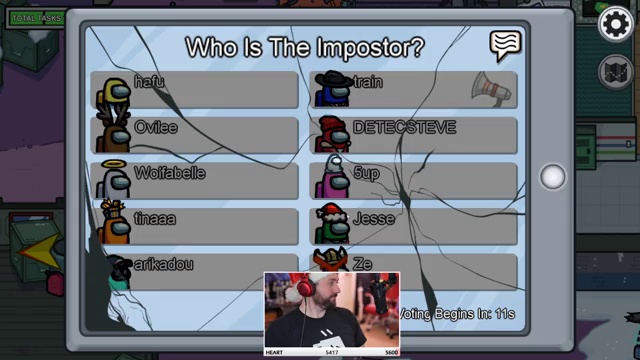 TOTAL TASKS
Who Is The Impostor?
hafu
train
Ovilee
DETECSTEVE
Wolfabelle
5up
tinaaa
Jesse
arikadou
Ze
Voting Begins In: 11s
HEART 5417 5600